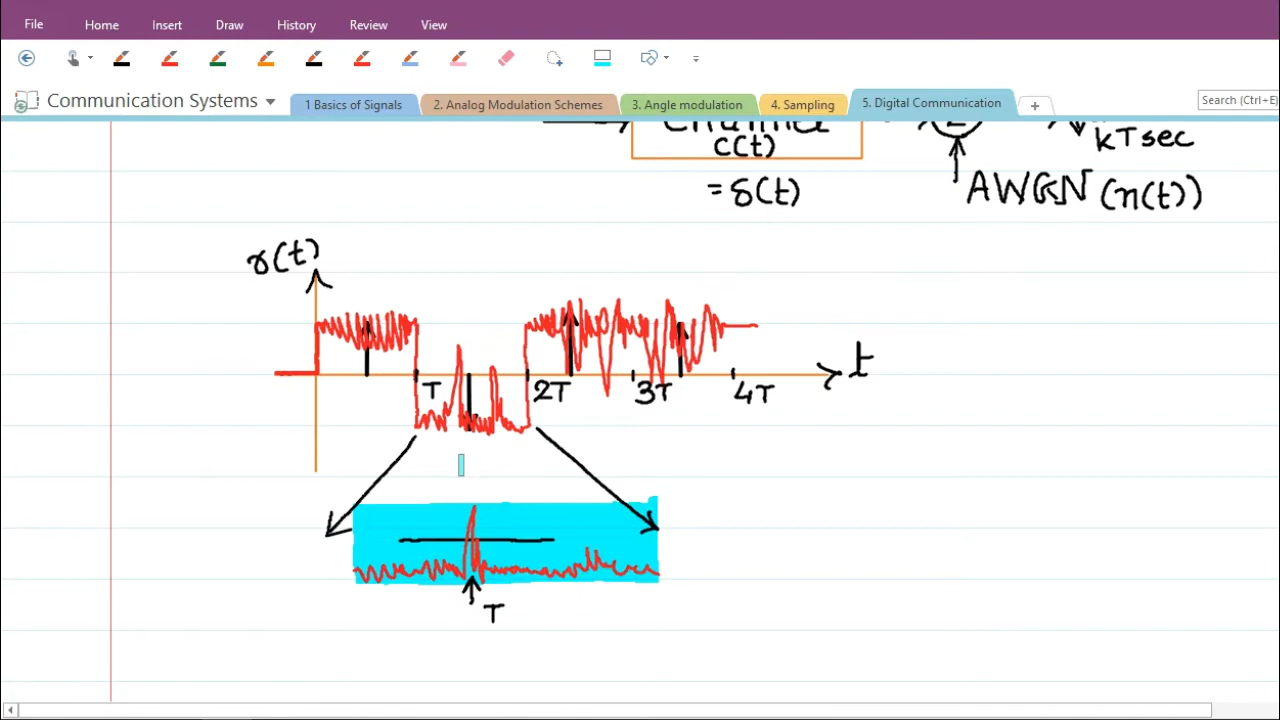 File Home Insert Draw History Review View
Communication Systems 1 Basics of Signals 2. Analog Modulation Schemes 3. Angle modulation 4. Sampling 5. Digital Communication + Search (Ctrl+E)
Channel
C(t)
kTsec
= δ(t)
AWGN (n(t))
r(t)
t
T 2T 3T 4T
T